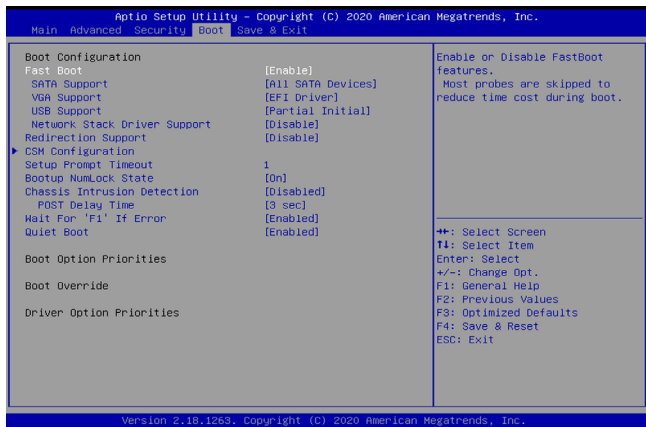 Aptio Setup Utility – Copyright (C) 2020 American Megatrends, Inc.
Main Advanced Security Boot Save & Exit
Boot Configuration
Fast Boot [Enable]
SATA Support [All SATA Devices]
VGA Support [EFI Driver]
USB Support [Partial Initial]
Network Stack Driver Support [Disable]
Redirection Support [Disable]
CSM Configuration
Setup Prompt Timeout 1
Bootup NumLock State [On]
Chassis Intrusion Detection [Disabled]
POST Delay Time [3 sec]
Wait For 'F1' If Error [Enabled]
Quiet Boot [Enabled]
Boot Option Priorities
Boot Override
Driver Option Priorities
Enable or Disable FastBoot
features.
Most probes are skipped to
reduce time cost during boot.
→←: Select Screen
↑↓: Select Item
Enter: Select
+/-: Change Opt.
F1: General Help
F2: Previous Values
F3: Optimized Defaults
F4: Save & Reset
ESC: Exit
Version 2.18.1263. Copyright (C) 2020 American Megatrends, Inc.